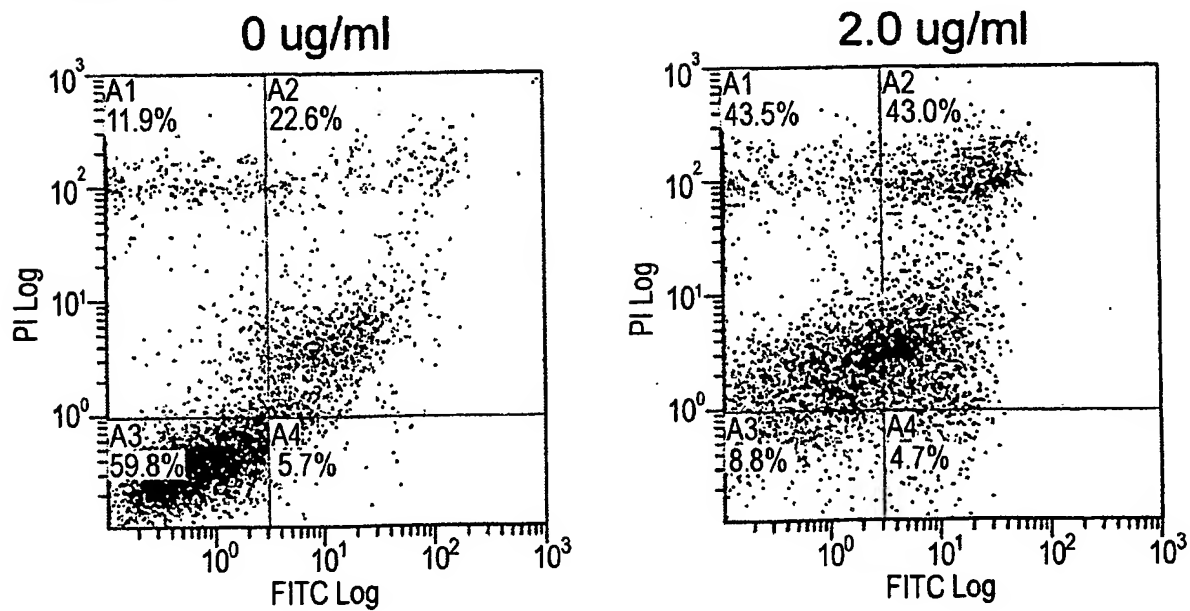 0 ug/ml
10³
A1
11.9%
A2
22.6%
10²
PI Log
10¹
10⁰
A3
59.8%
A4
5.7%
10⁰
10¹
10²
10³
FITC Log
2.0 ug/ml
10³
A1
43.5%
A2
43.0%
10²
PI Log
10¹
10⁰
A3
8.8%
A4
4.7%
10⁰
10¹
10²
10³
FITC Log